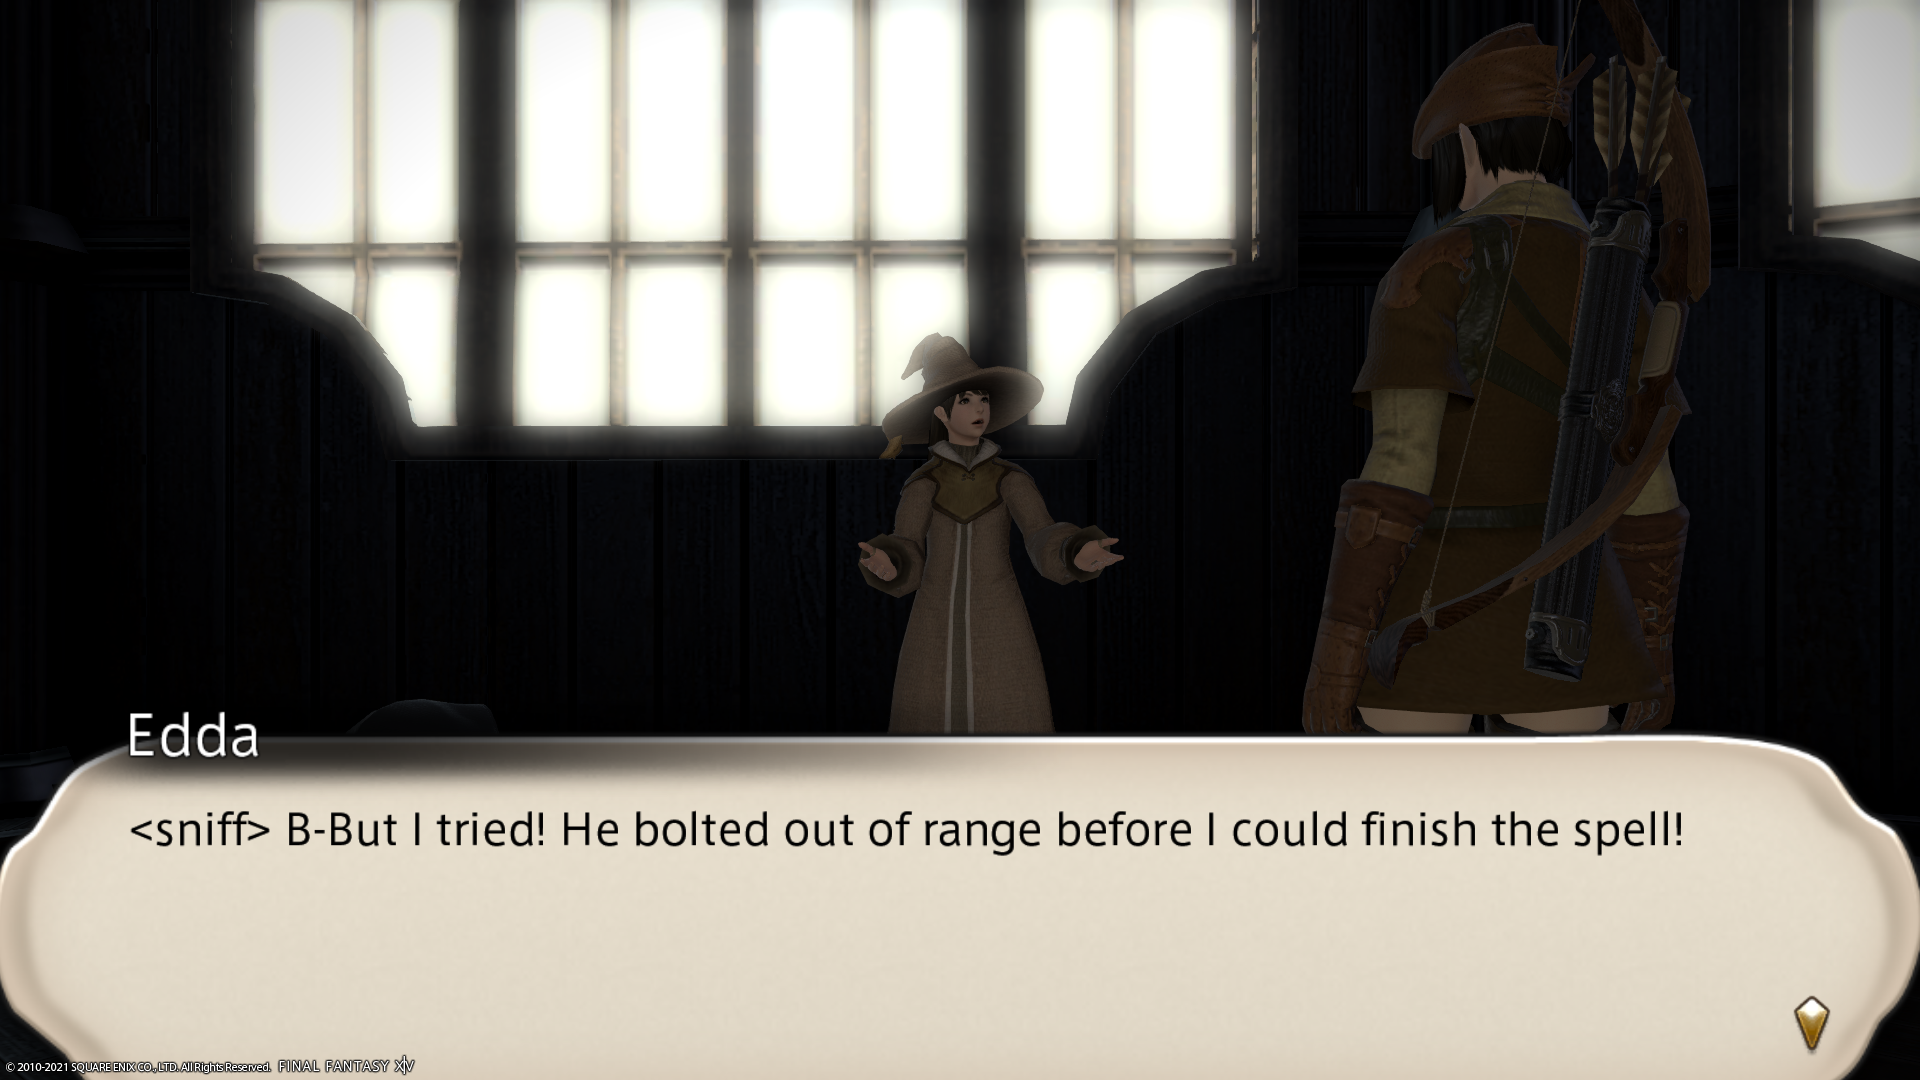 Edda
<sniff> B-But I tried! He bolted out of range before I could finish the spell!
© 2010-2021 SQUARE ENIX CO., LTD. All Rights Reserved. FINAL FANTASY XIV